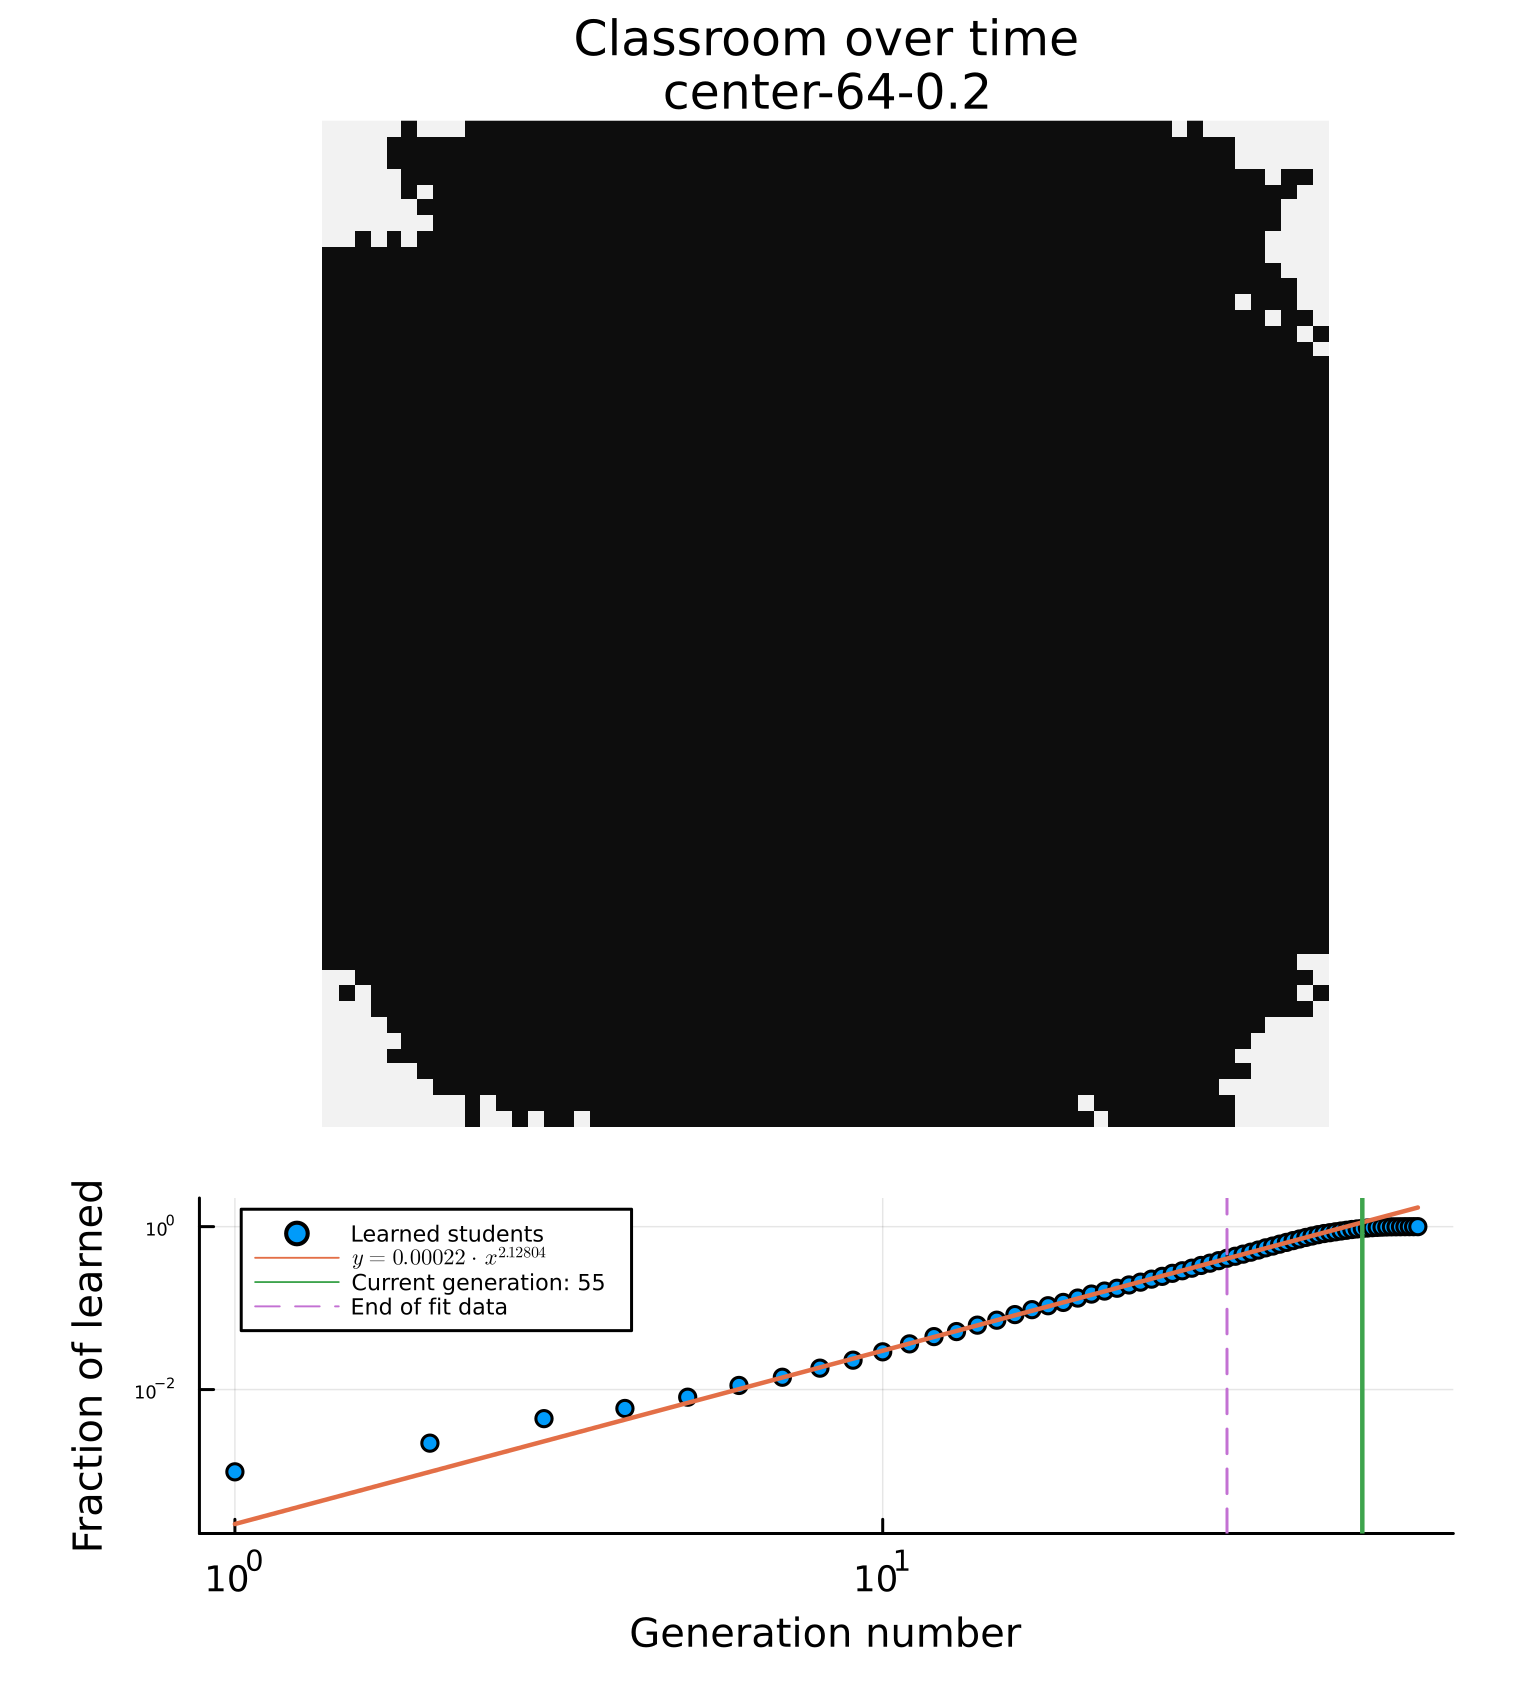 Classroom over time
center-64-0.2
Fraction of learned
10^0
10^-2
Learned students
y = 0.00022 · x^2.12804
Current generation: 55
End of fit data
10^0
10^1
Generation number